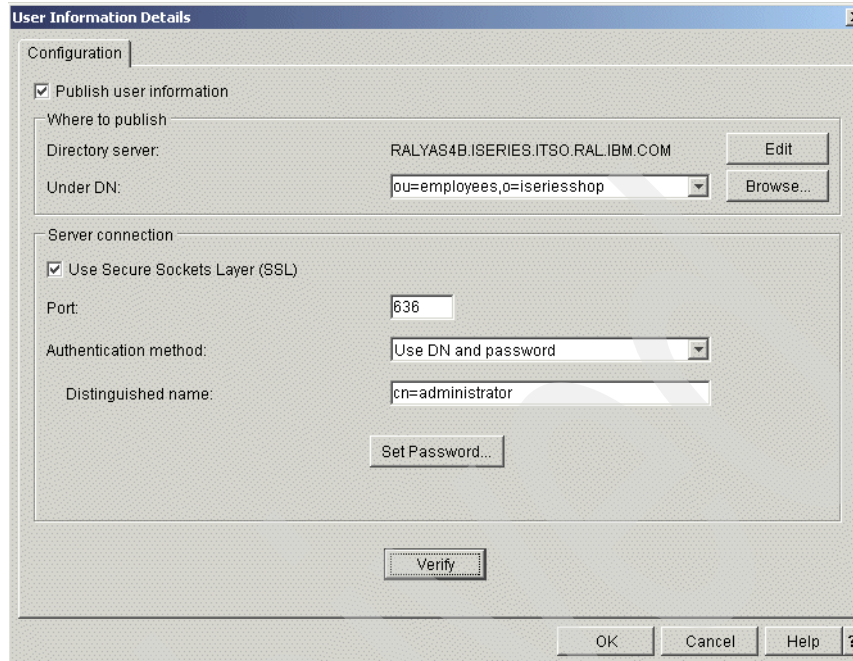 User Information Details
Configuration
Publish user information
Where to publish
Directory server: RALYAS4B.ISERIES.ITSO.RAL.IBM.COM Edit
Under DN: ou=employees,o=iseriesshop Browse...
Server connection
Use Secure Sockets Layer (SSL)
Port: 636
Authentication method: Use DN and password
Distinguished name: cn=administrator
Set Password...
Verify
OK Cancel Help ?